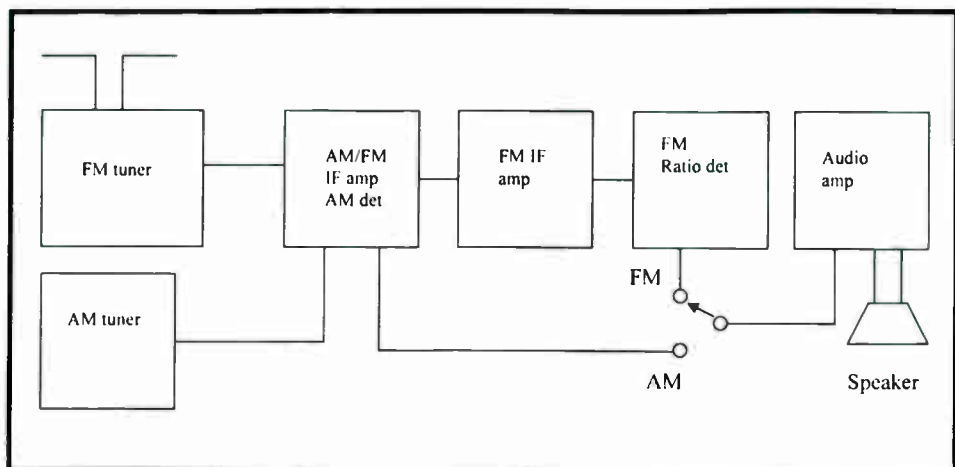 FM tuner
AM/FM
IF amp
AM det
FM IF
amp
FM
Ratio det
Audio
amp
AM tuner
FM
AM
Speaker